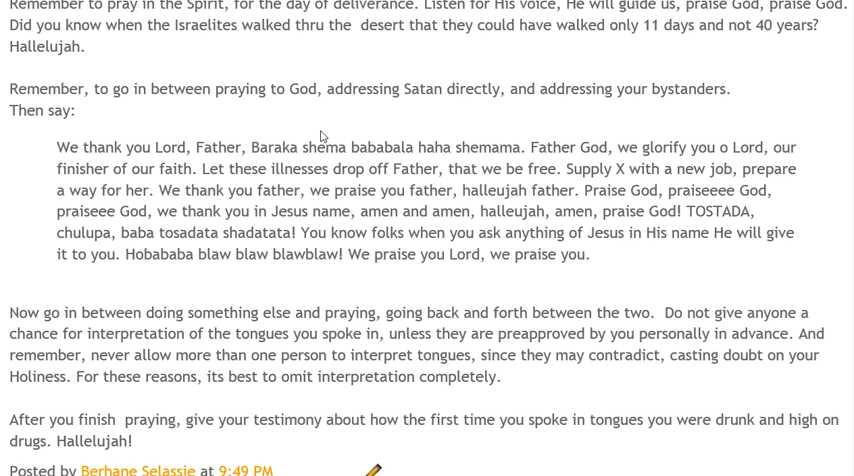 Remember to pray in the Spirit, for the day of deliverance. Listen for His voice, He will guide us, praise God, praise God.
Did you know when the Israelites walked thru the  desert that they could have walked only 11 days and not 40 years?
Hallelujah.
Remember, to go in between praying to God, addressing Satan directly, and addressing your bystanders.
Then say:
We thank you Lord, Father, Baraka shema bababala haha shemama. Father God, we glorify you o Lord, our
finisher of our faith. Let these illnesses drop off Father, that we be free. Supply X with a new job, prepare
a way for her. We thank you father, we praise you father, halleujah father. Praise God, praiseeee God,
praiseee God, we thank you in Jesus name, amen and amen, halleujah, amen, praise God! TOSTADA,
chulupa, baba tosadata shadatata! You know folks when you ask anything of Jesus in His name He will give
it to you. Hobababa blaw blaw blawblaw! We praise you Lord, we praise you.
Now go in between doing something else and praying, going back and forth between the two.  Do not give anyone a
chance for interpretation of the tongues you spoke in, unless they are preapproved by you personally in advance. And
remember, never allow more than one person to interpret tongues, since they may contradict, casting doubt on your
Holiness. For these reasons, its best to omit interpretation completely.
After you finish  praying, give your testimony about how the first time you spoke in tongues you were drunk and high on
drugs. Hallelujah!
Posted by Berhane Selassie at 9:49 PM